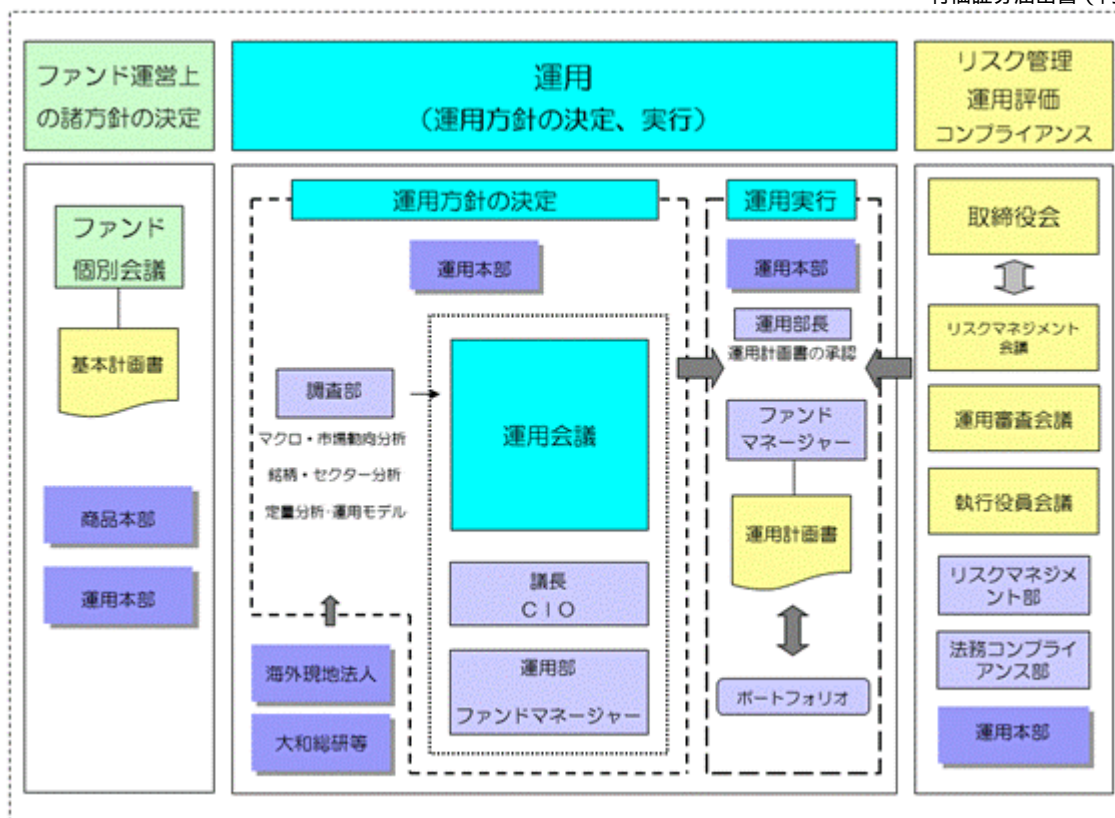 ファンド運営上
の諸方針の決定
運用
（運用方針の決定、実行）
リスク管理
運用評価
コンプライアンス
ファンド
個別会議
基本計画書
商品本部
運用本部
運用方針の決定
運用本部
調査部
マクロ・市場動向分析
銘柄・セクター分析
定量分析・運用モデル
海外現地法人
大和総研等
運用会議
議長
ＣＩＯ
運用部
ファンドマネージャー
運用実行
運用本部
運用部長
運用計画書の承認
ファンド
マネージャー
運用計画書
ポートフォリオ
取締役会
リスクマネジメント
会議
運用審査会議
執行役員会議
リスクマネジメ
ント部
法務コンプライ
アンス部
運用本部